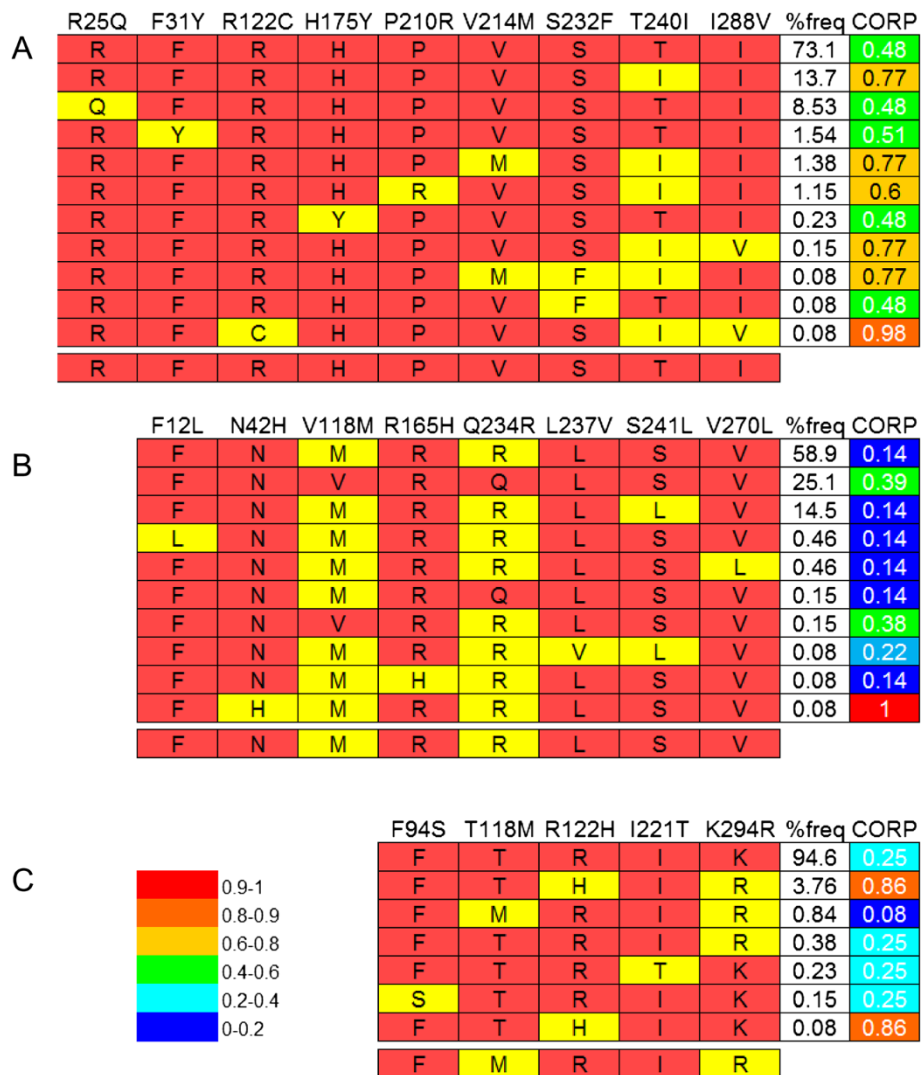 R25Q F31Y R122C H175Y P210R V214M S232F T240I I288V %freq CORP
A
R F R H P V S T I 73.1 0.48
R F R H P V S I I 13.7 0.77
Q F R H P V S T I 8.53 0.48
R Y R H P V S T I 1.54 0.51
R F R H P M S I I 1.38 0.77
R F R H R V S I I 1.15 0.6
R F R Y P V S T I 0.23 0.48
R F R H P V S I V 0.15 0.77
R F R H P M F I I 0.08 0.77
R F R H P V F T I 0.08 0.48
R F C H P V S I V 0.08 0.98
R F R H P V S T I
F12L N42H V118M R165H Q234R L237V S241L V270L %freq CORP
B
F N M R R L S V 58.9 0.14
F N V R Q L S V 25.1 0.39
F N M R R L L V 14.5 0.14
L N M R R L S V 0.46 0.14
F N M R R L S L 0.46 0.14
F N M R Q L S V 0.15 0.14
F N V R R L S V 0.15 0.38
F N M R R V L V 0.08 0.22
F N M H R L S V 0.08 0.14
F H M R R L S V 0.08 1
F N M R R L S V
F94S T118M R122H I221T K294R %freq CORP
C
F T R I K 94.6 0.25
F T H I R 3.76 0.86
F M R I R 0.84 0.08
F T R I R 0.38 0.25
F T R T K 0.23 0.25
S T R I K 0.15 0.25
F T H I K 0.08 0.86
F M R I R
0.9-1
0.8-0.9
0.6-0.8
0.4-0.6
0.2-0.4
0-0.2